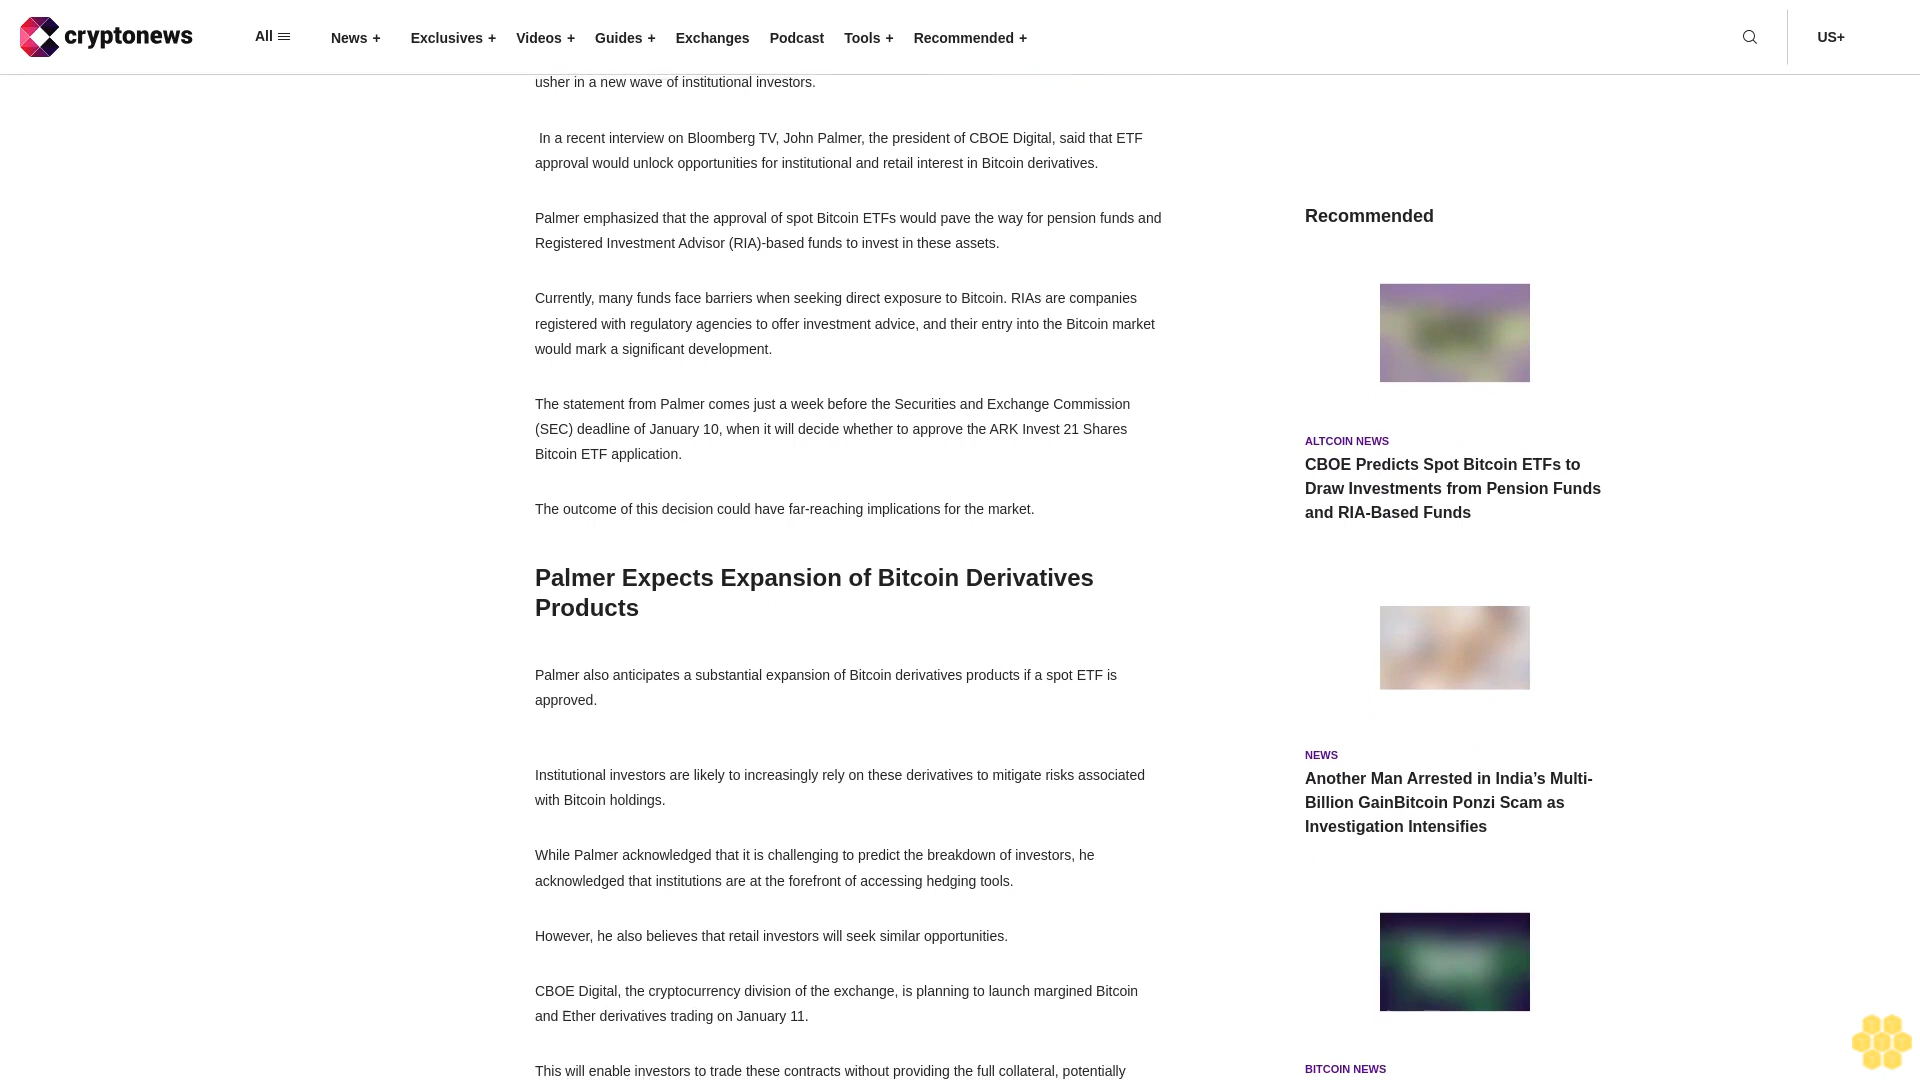 cryptonews
All
News +
Exclusives +
Videos +
Guides +
Exchanges
Podcast
Tools +
Recommended +
US+
usher in a new wave of institutional investors.
In a recent interview on Bloomberg TV, John Palmer, the president of CBOE Digital, said that ETF
approval would unlock opportunities for institutional and retail interest in Bitcoin derivatives.
Palmer emphasized that the approval of spot Bitcoin ETFs would pave the way for pension funds and
Registered Investment Advisor (RIA)-based funds to invest in these assets.
Currently, many funds face barriers when seeking direct exposure to Bitcoin. RIAs are companies
registered with regulatory agencies to offer investment advice, and their entry into the Bitcoin market
would mark a significant development.
The statement from Palmer comes just a week before the Securities and Exchange Commission
(SEC) deadline of January 10, when it will decide whether to approve the ARK Invest 21 Shares
Bitcoin ETF application.
The outcome of this decision could have far-reaching implications for the market.
Palmer Expects Expansion of Bitcoin Derivatives
Products
Palmer also anticipates a substantial expansion of Bitcoin derivatives products if a spot ETF is
approved.
Institutional investors are likely to increasingly rely on these derivatives to mitigate risks associated
with Bitcoin holdings.
While Palmer acknowledged that it is challenging to predict the breakdown of investors, he
acknowledged that institutions are at the forefront of accessing hedging tools.
However, he also believes that retail investors will seek similar opportunities.
CBOE Digital, the cryptocurrency division of the exchange, is planning to launch margined Bitcoin
and Ether derivatives trading on January 11.
This will enable investors to trade these contracts without providing the full collateral, potentially
Recommended
ALTCOIN NEWS
CBOE Predicts Spot Bitcoin ETFs to
Draw Investments from Pension Funds
and RIA-Based Funds
NEWS
Another Man Arrested in India’s Multi-
Billion GainBitcoin Ponzi Scam as
Investigation Intensifies
BITCOIN NEWS